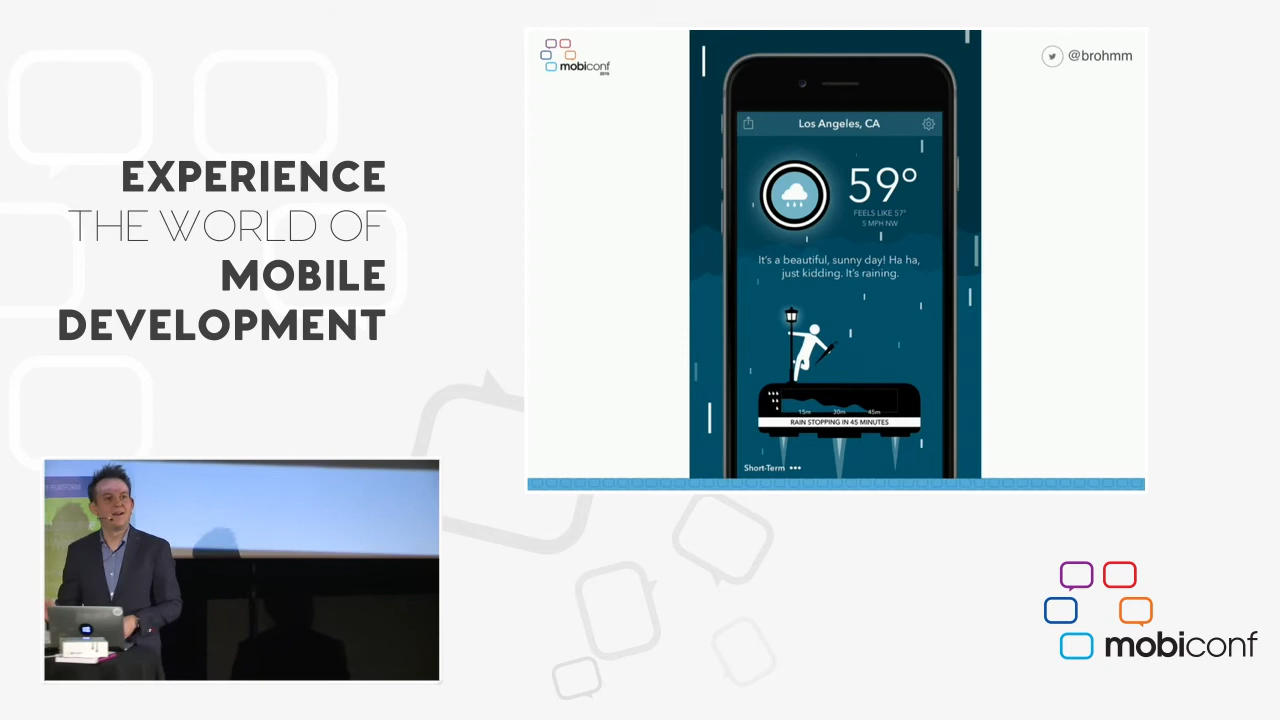 EXPERIENCE
THE WORLD OF
MOBILE
DEVELOPMENT
mobiconf
@brohmm
Los Angeles, CA
59°
FEELS LIKE 57°
5 MPH NW
It's a beautiful, sunny day! Ha ha,
just kidding. It's raining.
15m 30m 45m
RAIN STOPPING IN 45 MINUTES
Short-Term •••
mobiconf